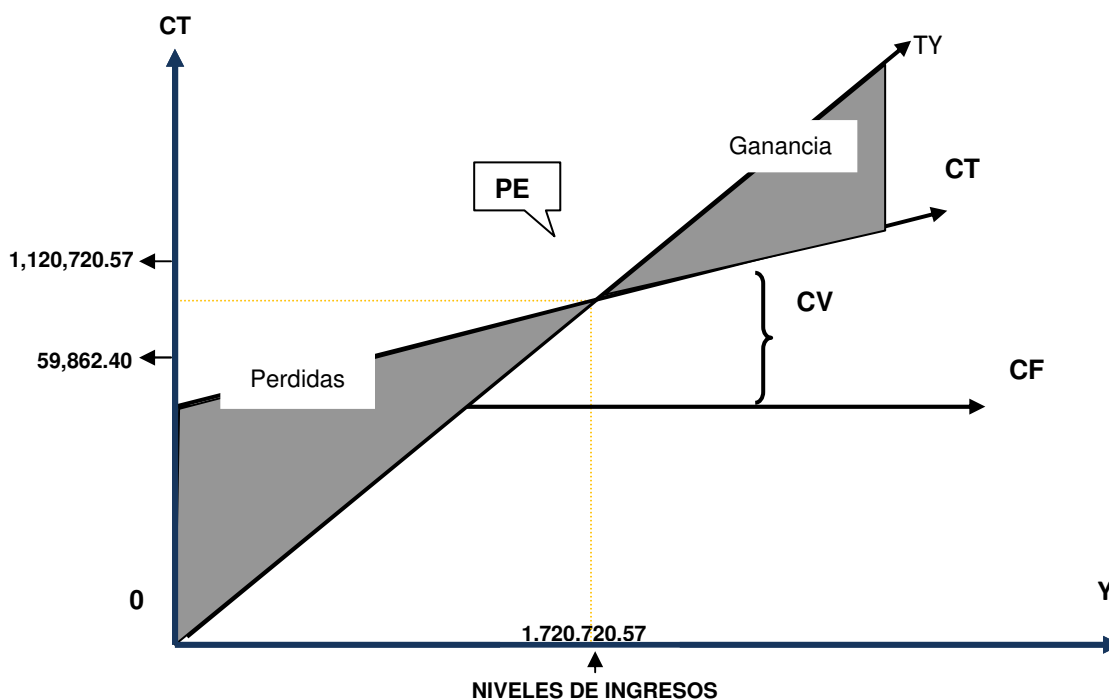 CT
TY
Ganancia
CT
PE
1,120,720.57
CV
59,862.40
Perdidas
CF
0
Y
1.720.720.57
NIVELES DE INGRESOS